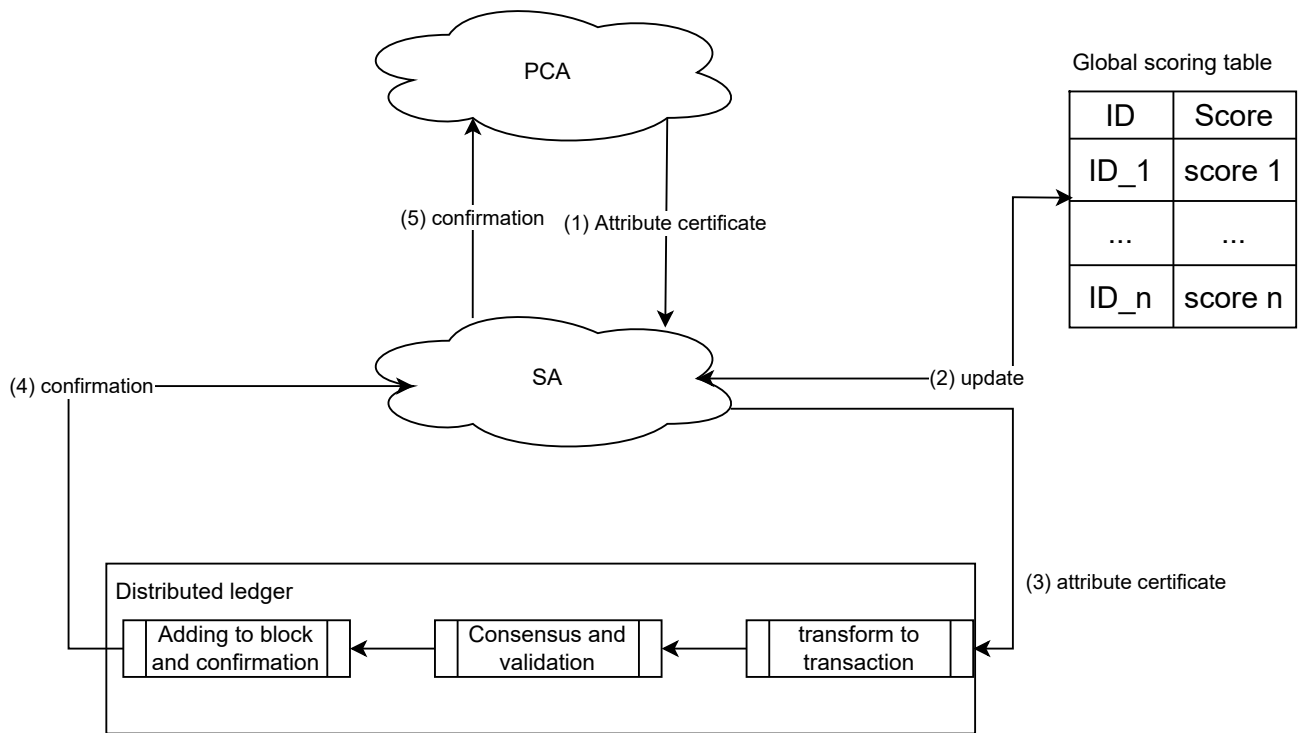 PCA
Global scoring table
ID Score
ID_1 score 1
... ...
ID_n score n
(5) confirmation
(1) Attribute certificate
SA
(4) confirmation
(2) update
(3) attribute certificate
Distributed ledger
Adding to block
and confirmation
Consensus and
validation
transform to
transaction